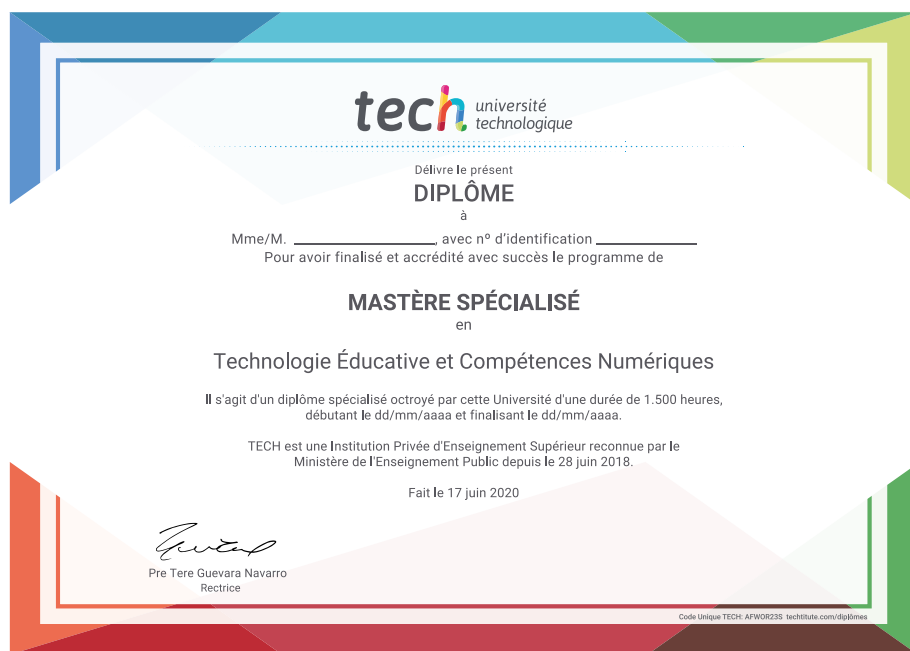 tech université
technologique
Délivre le présent
DIPLÔME
à
Mme/M. ____________________, avec nº d'identification ______________
Pour avoir finalisé et accrédité avec succès le programme de
MASTÈRE SPÉCIALISÉ
en
Technologie Éducative et Compétences Numériques
Il s'agit d'un diplôme spécialisé octroyé par cette Université d'une durée de 1.500 heures,
débutant le dd/mm/aaaa et finalisant le dd/mm/aaaa.
TECH est une Institution Privée d'Enseignement Supérieur reconnue par le
Ministère de l'Enseignement Public depuis le 28 juin 2018.
Fait le 17 juin 2020
Pre Tere Guevara Navarro
Rectrice
Code Unique TECH: AFWOR23S techtitute.com/diplômes